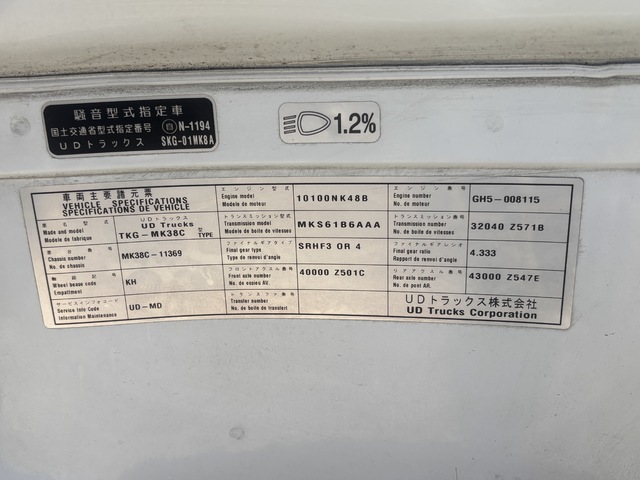 騒音型式指定車
国土交通省型式指定番号 N-1194
UDトラックス SKG-01MK8A
1.2%
車両主要諸元票
VEHICLE SPECIFICATIONS
SPECIFICATIONS DE VEHICLE
車名型式 UDトラックス 型
Made and model UD Trucks
Modele de fabrique TKG-MK38C TYPE
車台番号
Chassis number MK38C-11369
No. de chassis
軸距記号
Wheel base code KH
Empattement
サービスインフォコード
Service Info Code UD-MD
Information Maintenance
エンジン型式
Engine model 10100NK48B
Modele de moteur
トランスミッション型式
Transmission model MKS61B6AAA
Modele de boite de vitesses
ファイナルギアタイプ
Final gear type SRHF3 OR 4
Type de renvoi d'angle
フロントアクスル番号
Front axle number 40000 Z501C
No. de essieu AV.
トランスファ番号
Transfer number
No. de boite de transfert
エンジン番号
Engine number GH5-008115
No. de moteur
トランスミッション番号
Transmission number 32040 Z571B
No. de boite de vitesses
ファイナルギアレシオ
Final gear ratio 4.333
Rapport de renvoi d'angle
リアアクスル番号
Rear axle number 43000 Z547E
No. de pont AR.
UDトラックス株式会社
UD Trucks Corporation